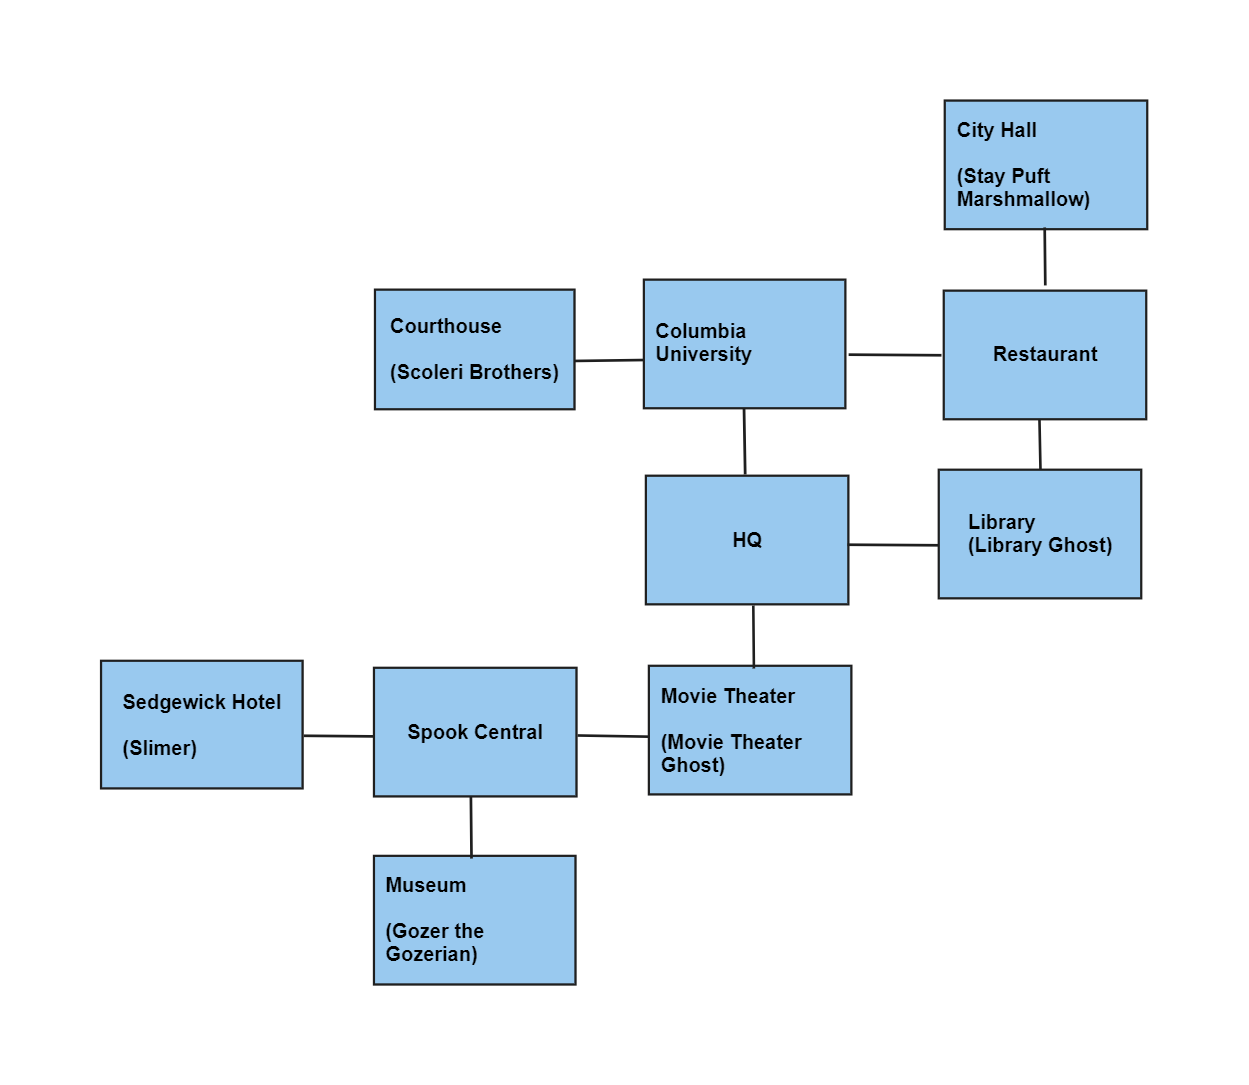 City Hall
(Stay Puft
Marshmallow)
Courthouse
(Scoleri Brothers)
Columbia
University
Restaurant
HQ
Library
(Library Ghost)
Sedgewick Hotel
(Slimer)
Spook Central
Movie Theater
(Movie Theater
Ghost)
Museum
(Gozer the
Gozerian)